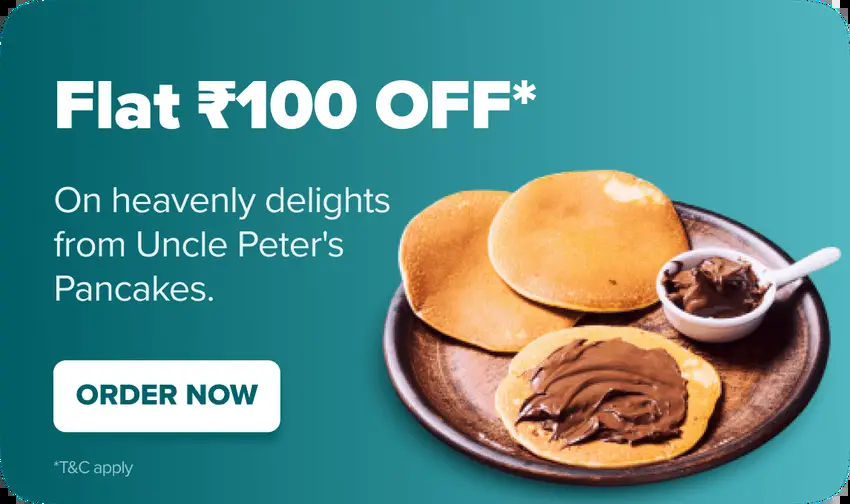 Flat ₹100 OFF*
On heavenly delights
from Uncle Peter's
Pancakes.
ORDER NOW
*T&C apply